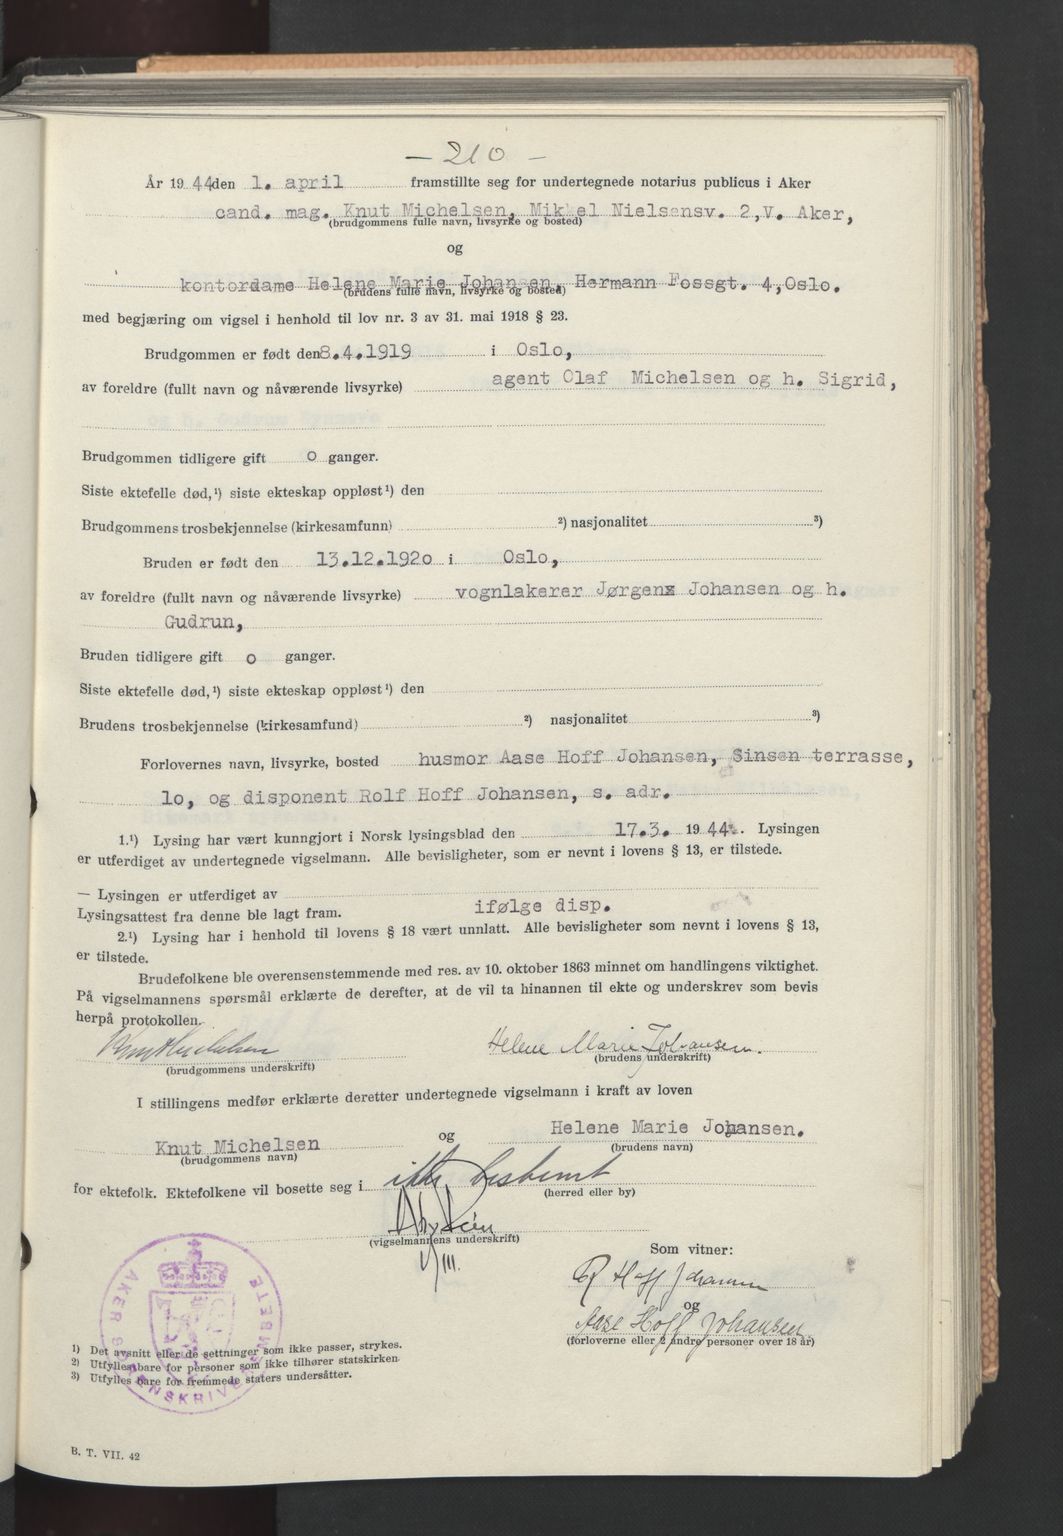 — 210 —
År 1944 den 1. april framstillte seg for undertegnede notarius publicus i Aker
cand. mag. Knut Michelsen, Mikkel Nielsensv. 2,V. Aker,
(brudgommens fulle navn, livsyrke og bosted)
og
kontordame Helene Marie Johansen, Hermann Fossgt. 4,Oslo.
(brudens fulle navn, livsyrke og bosted)
med begjæring om vigsel i henhold til lov nr. 3 av 31. mai 1918 § 23.
Brudgommen er født den 8.4.1919 i Oslo,
av foreldre (fullt navn og nåværende livsyrke) agent Olaf Michelsen og h. Sigrid,
Brudgommen tidligere gift o ganger.
Siste ektefelle død,¹) siste ekteskap oppløst¹) den
Brudgommens trosbekjennelse (kirkesamfunn) ²) nasjonalitet ³)
Bruden er født den 13.12.192o i Oslo,
av foreldre (fullt navn og nåværende livsyrke) vognlakerer Jørgenz Johansen og h.
Gudrun,
Bruden tidligere gift o ganger.
Siste ektefelle død,¹) siste ekteskap oppløst¹) den
Brudens trosbekjennelse (kirkesamfund) ²) nasjonalitet ³)
Forlovernes navn, livsyrke, bosted husmor Aase Hoff Johansen, Sinsen terrasse,
lo, og disponent Rolf Hoff Johansen, s. adr.
1.¹) Lysing har vært kunngjort i Norsk lysingsblad den 17.3. 1944. Lysingen
er utferdiget av undertegnede vigselmann. Alle bevisligheter, som er nevnt i lovens § 13, er tilstede.
— Lysingen er utferdiget av
Lysingsattest fra denne ble lagt fram. ifølge disp.
2.¹) Lysing har i henhold til lovens § 18 vært unnlatt. Alle bevisligheter som nevnt i lovens § 13,
er tilstede.
Brudefolkene ble overensenstemmende med res. av 10. oktober 1863 minnet om handlingens viktighet.
På vigselmannens spørsmål erklærte de derefter, at de vil ta hinannen til ekte og underskrev som bevis
herpå protokollen.
Knut Michelsen Helene Marie Johansen.
(brudgommens underskrift) (brudens underskrift)
I stillingens medfør erklærte deretter undertegnede vigselmann i kraft av loven
Knut Michelsen og Helene Marie Johansen.
(brudgommens navn) (brudens navn)
for ektefolk. Ektefolkene vil bosette seg i ikke bestemt
(herred eller by)
(vigselmannens underskrift)
Som vitner:
R Hoff Johansen
og
Aase Hoff Johansen
(forloverne eller 2 andre personer over 18 år)
AKER SORENSKRIVEREMBETE
1) Det avsnitt eller de settninger som ikke passer, strykes.
2) Utfylles bare for personer som ikke tilhører statskirken.
3) Utfylles bare for fremmede staters undersåtter.
B. T. VII. 42